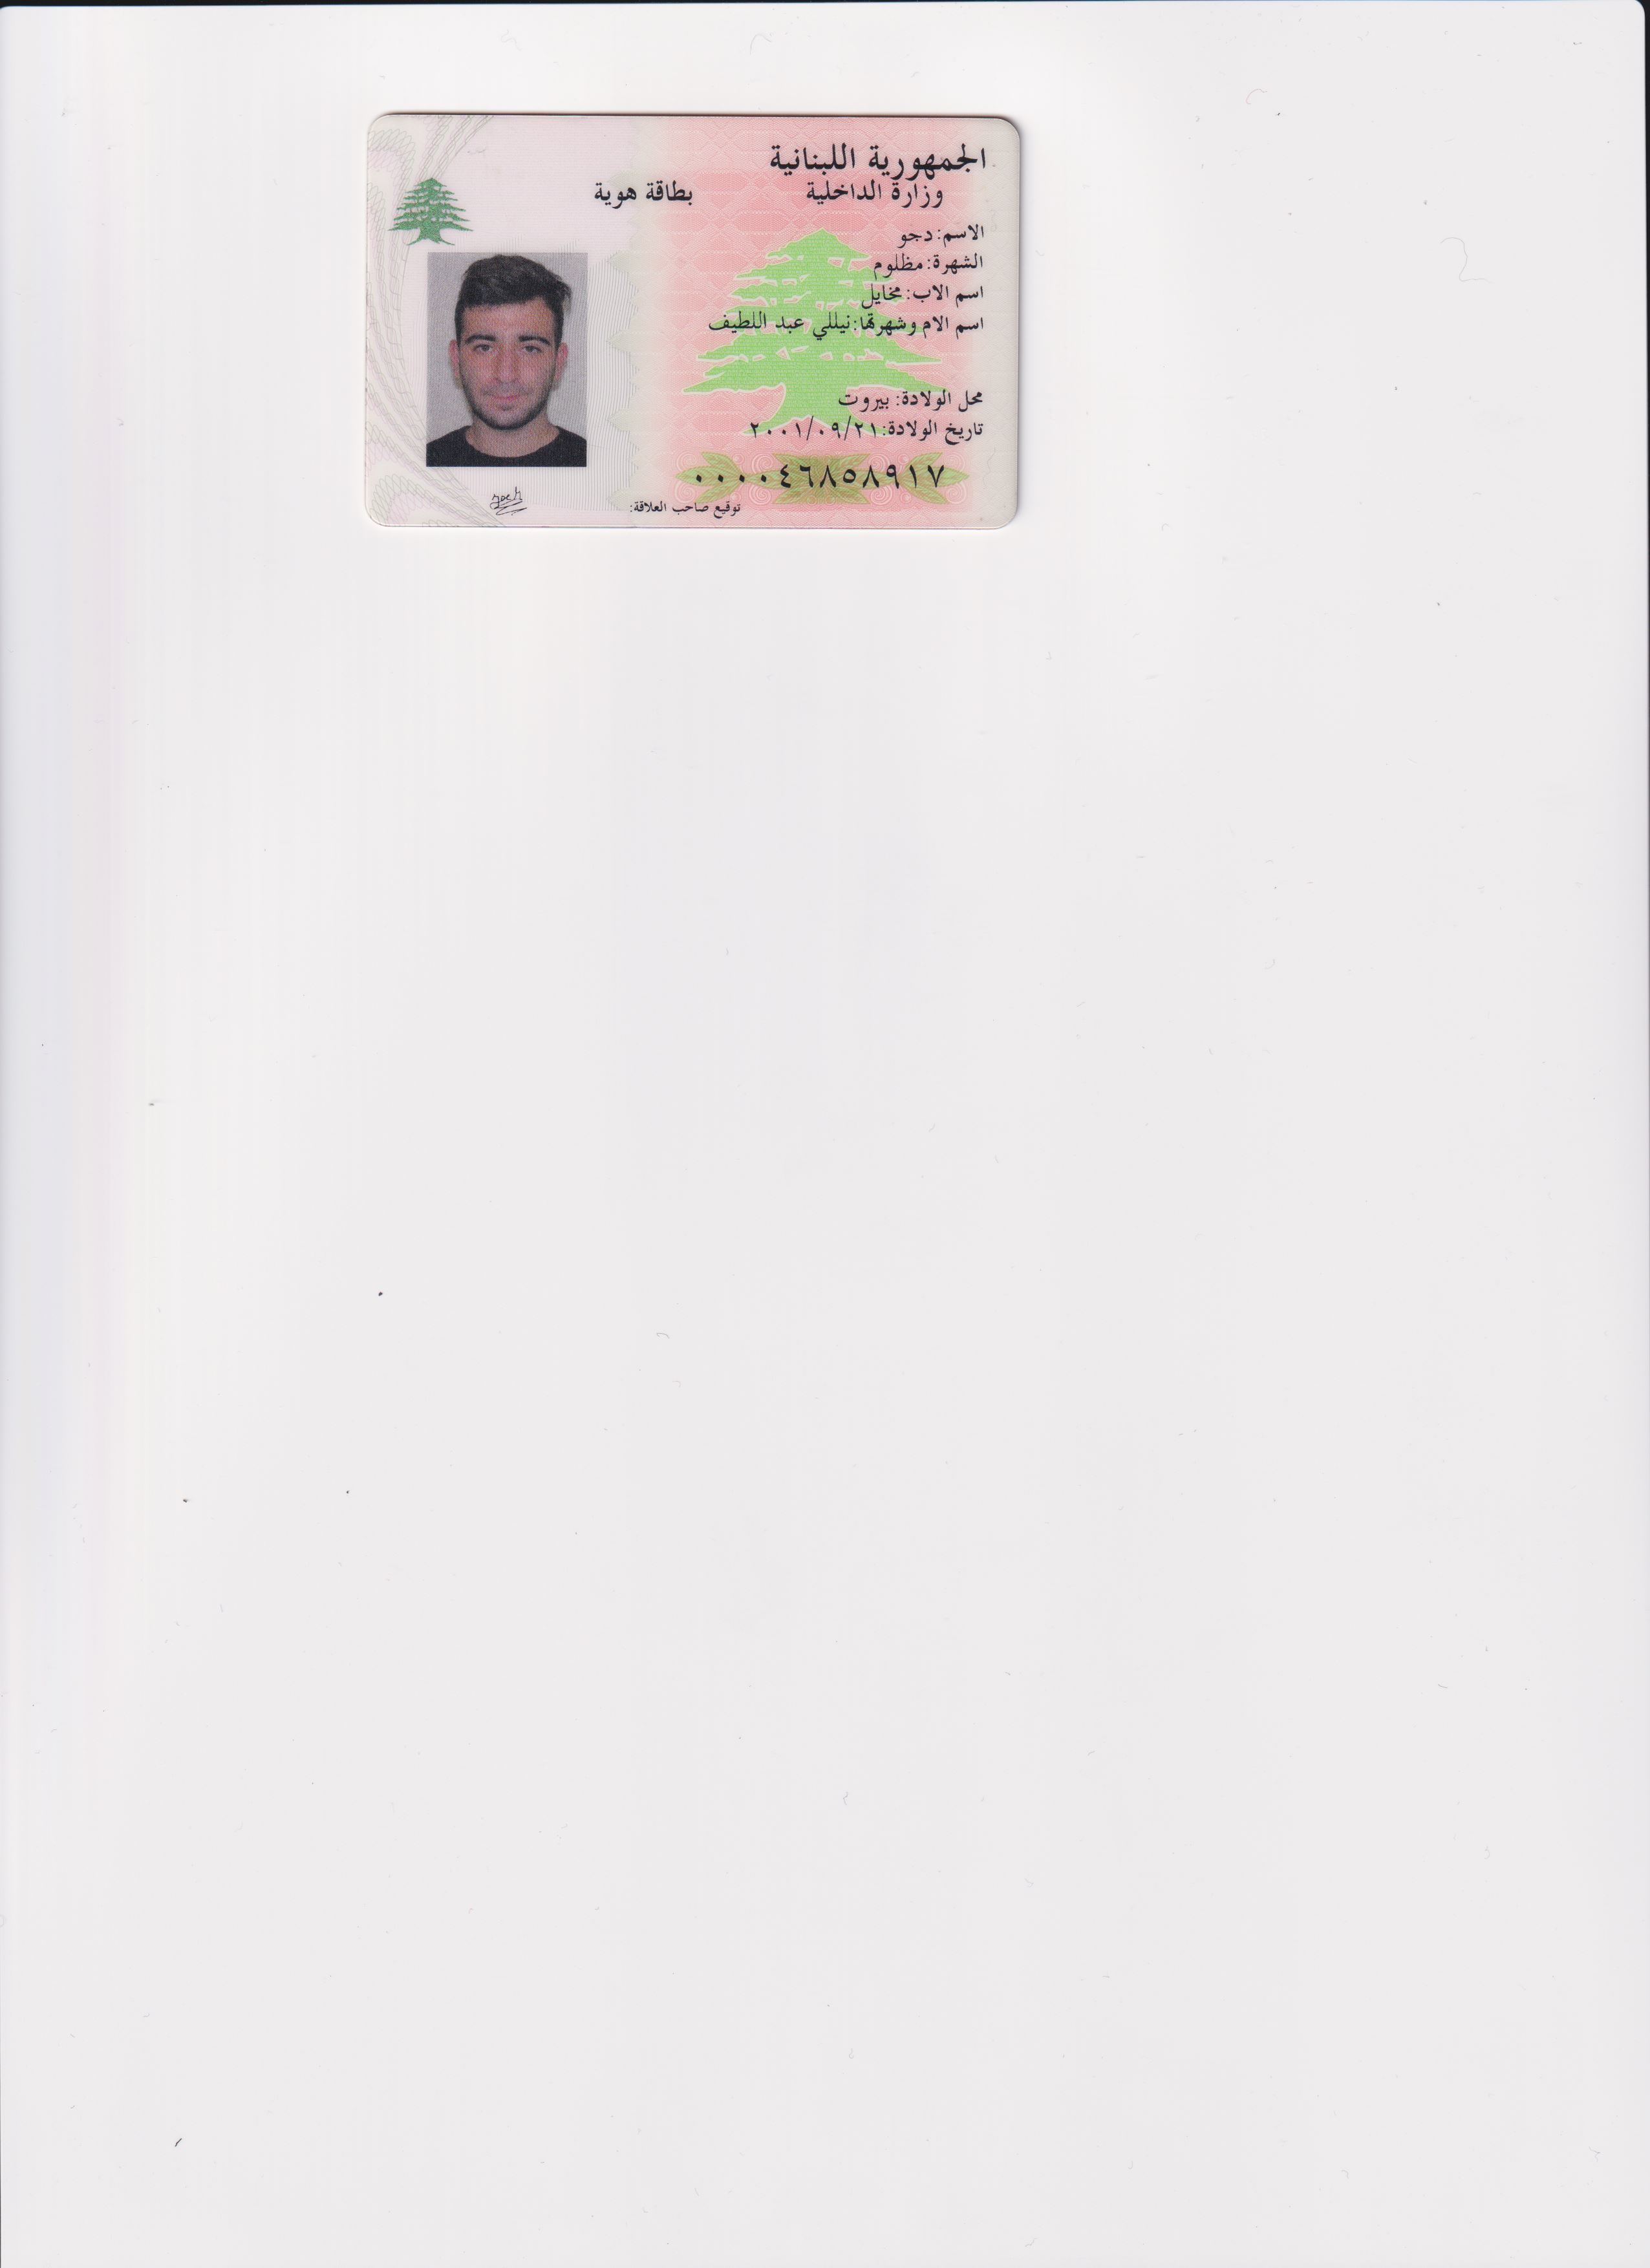 الجمهورية اللبنانية
وزارة الداخلية بطاقة هوية
الاسم: دجو
الشهرة: مظلوم
اسم الاب: مخايل
اسم الام وشهرتها: نيللي عبد اللطيف
محل الولادة: بيروت
تاريخ الولادة: ٢٠٠١/٠٩/٢١
٠٠٠٠٤٦٨٥٨٩١٧
توقيع صاحب العلاقة: